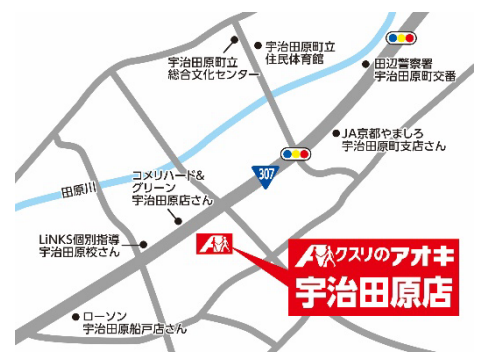 宇治田原町立
総合文化センター
宇治田原町立
住民体育館
田辺警察署
宇治田原町交番
JA京都やましろ
宇治田原町支店さん
307
コメリハード&
グリーン
宇治田原店さん
田原川
LiNKS個別指導
宇治田原校さん
クスリのアオキ
宇治田原店
ローソン
宇治田原船戸店さん